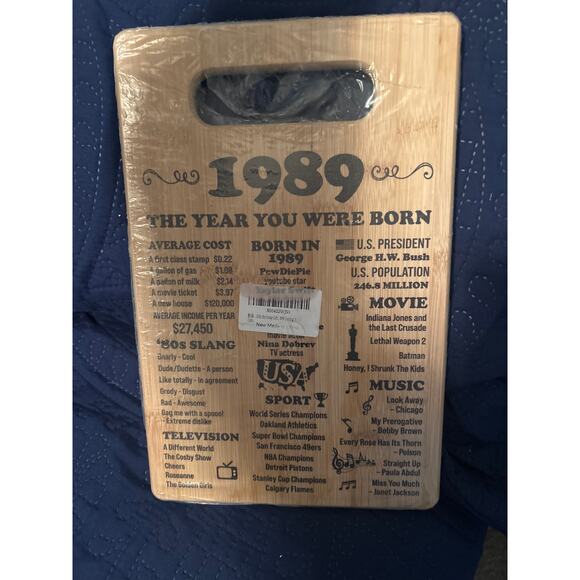 1989
THE YEAR YOU WERE BORN
AVERAGE COST
A first class stamp $0.22
A gallon of gas $1.08
A gallon of milk $2.14
A movie ticket $3.97
A new house $120,000
AVERAGE INCOME PER YEAR
$27,450
'80s SLANG
Gnarly - Cool
Dude/Dudette - A person
Like totally - In agreement
Grody - Disgust
Rad - Awesome
Gag me with a spoon!
- Extreme dislike
TELEVISION
A Different World
The Cosby Show
Cheers
Roseanne
The Golden Girls
BORN IN
1989
PewDiePie
youtube star
Taylor Swift
New
movie actor
Nina Dobrev
TV actress
USA
SPORT
World Series Champions
Oakland Athletics
Super Bowl Champions
San Francisco 49ers
NBA Champions
Detroit Pistons
Stanley Cup Champions
Calgary Flames
U.S. PRESIDENT
George H.W. Bush
U.S. POPULATION
246.8 MILLION
MOVIE
Indiana Jones and
the Last Crusade
Lethal Weapon 2
Batman
Honey, I Shrunk The Kids
MUSIC
Look Away
- Chicago
My Prerogative
- Bobby Brown
Every Rose Has Its Thorn
- Poison
Straight Up
- Paula Abdul
Miss You Much
- Janet Jackson